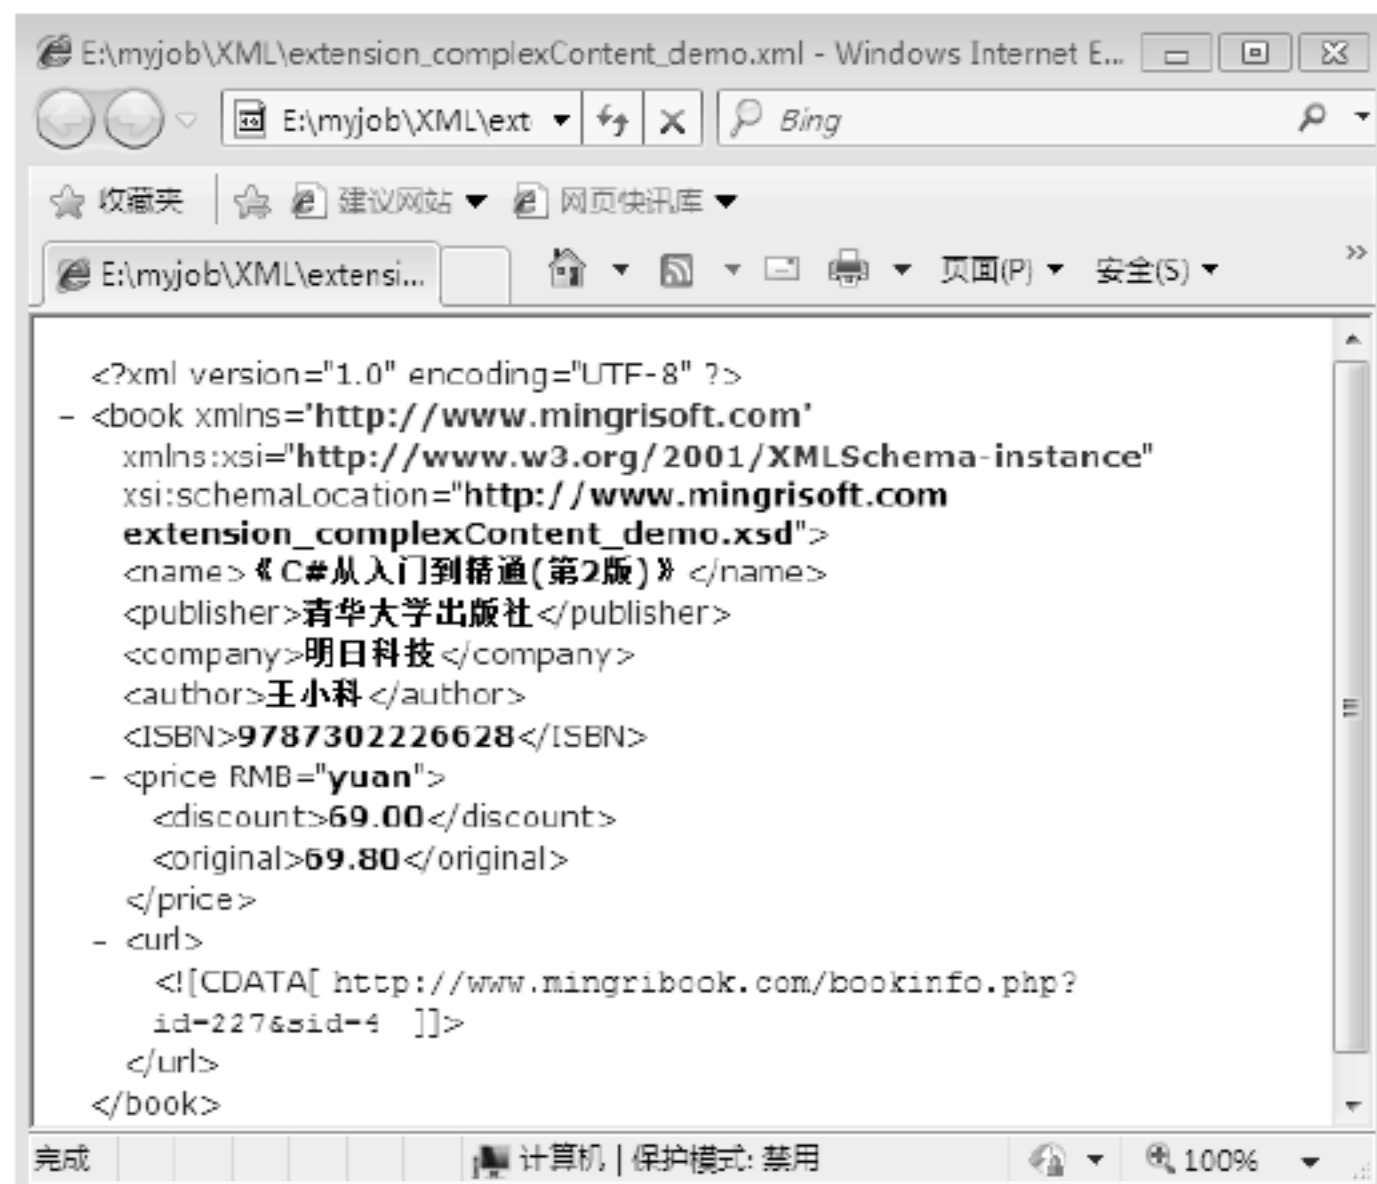 E:\myjob\XML\extension_complexContent_demo.xml - Windows Internet E...
E:\myjob\XML\ext Bing
收藏夹 建议网站 网页快讯库
E:\myjob\XML\extensi... 页面(P) 安全(S) »
<?xml version="1.0" encoding="UTF-8" ?>
- <book xmlns="http://www.mingrisoft.com"
xmlns:xsi="http://www.w3.org/2001/XMLSchema-instance"
xsi:schemaLocation="http://www.mingrisoft.com
extension_complexContent_demo.xsd">
<name>《C#从入门到精通(第2版)》</name>
<publisher>清华大学出版社</publisher>
<company>明日科技</company>
<author>王小科</author>
<ISBN>9787302226628</ISBN>
- <price RMB="yuan">
<discount>69.00</discount>
<original>69.80</original>
</price>
- <url>
<![CDATA[ http://www.mingribook.com/bookinfo.php?
id=227&sid=4 ]]>
</url>
</book>
完成 计算机 | 保护模式: 禁用 100%